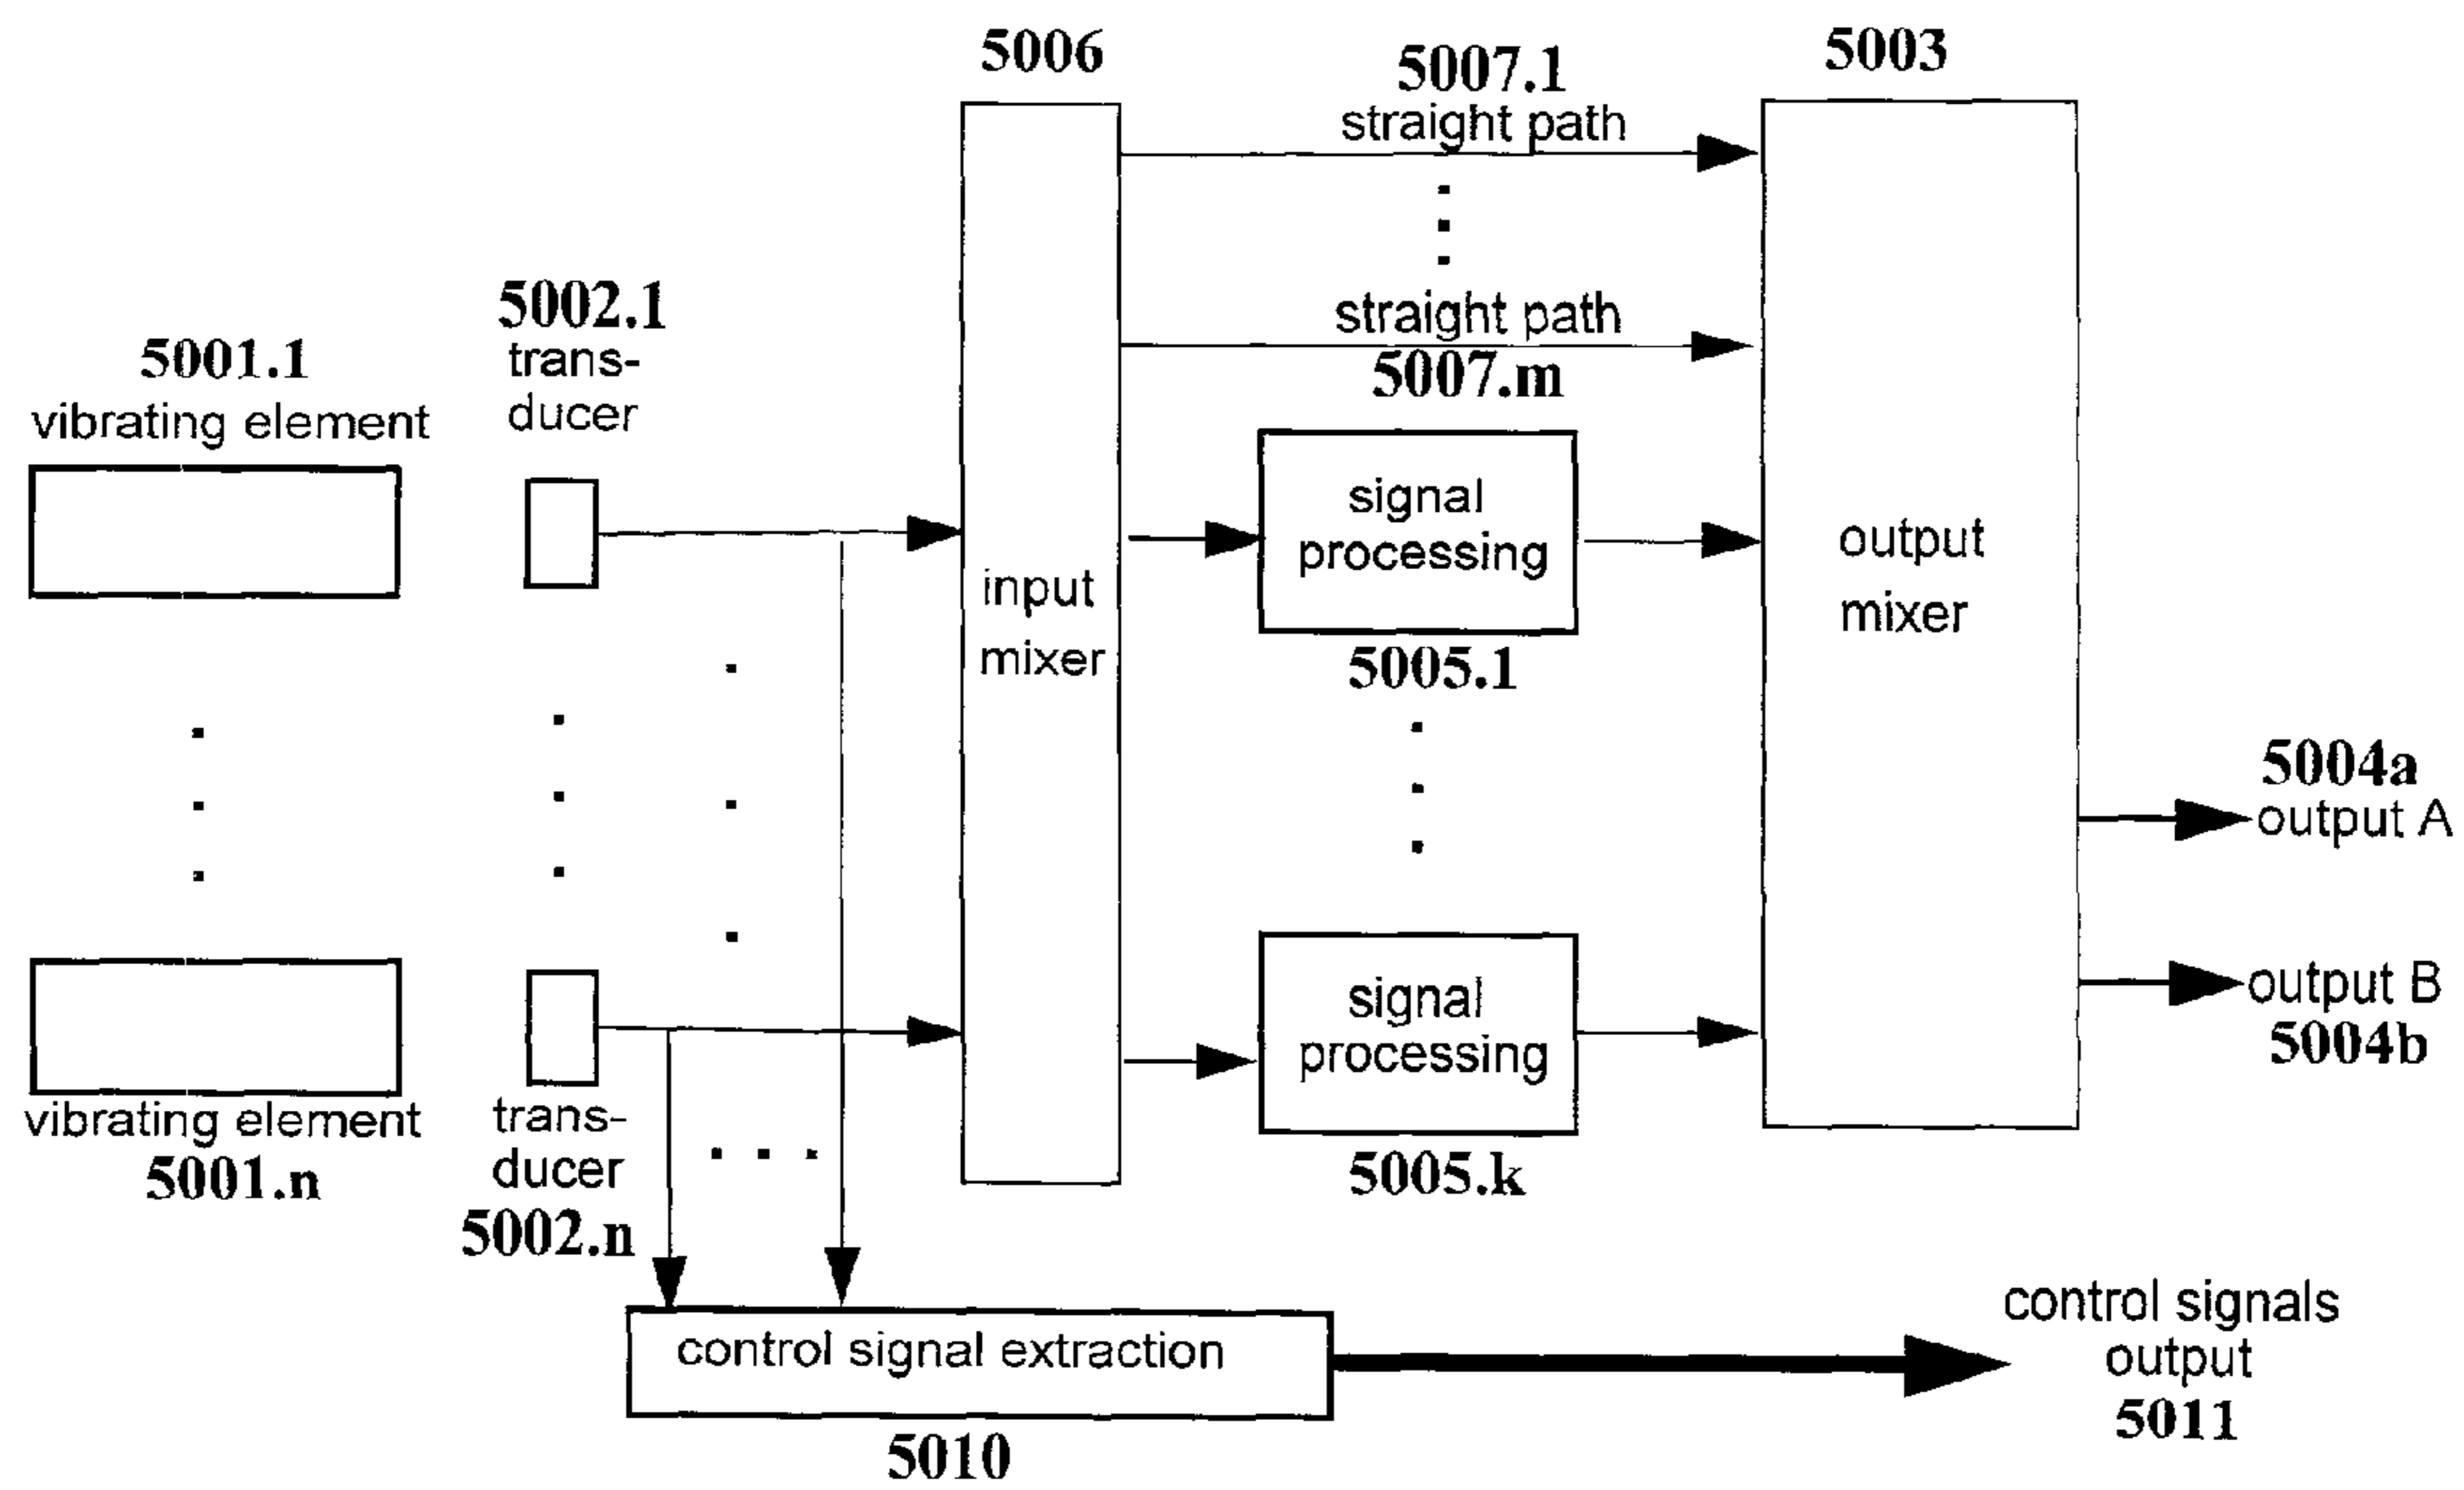 5006
5007.1
straight path
5003
5002.1
trans-
ducer
5001.1
vibrating element
straight path
5007.m
signal
processing
5005.1
input
mixer
output
mixer
5004a
output A
output B
5004b
signal
processing
5005.k
vibrating element
5001.n
trans-
ducer
5002.n
control signal extraction
5010
control signals
output
5011